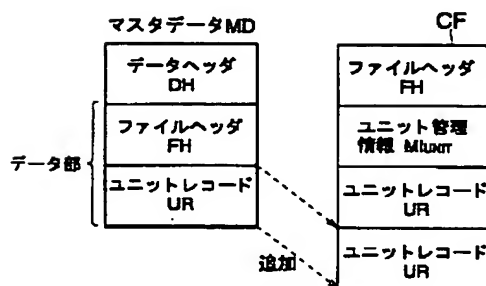 マスタデータMD
データヘッダ
DH
ファイルヘッダ
FH
ユニットレコード
UR
データ部
追加
CF
ファイルヘッダ
FH
ユニット管理
情報 MIUNIT
ユニットレコード
UR
ユニットレコード
UR